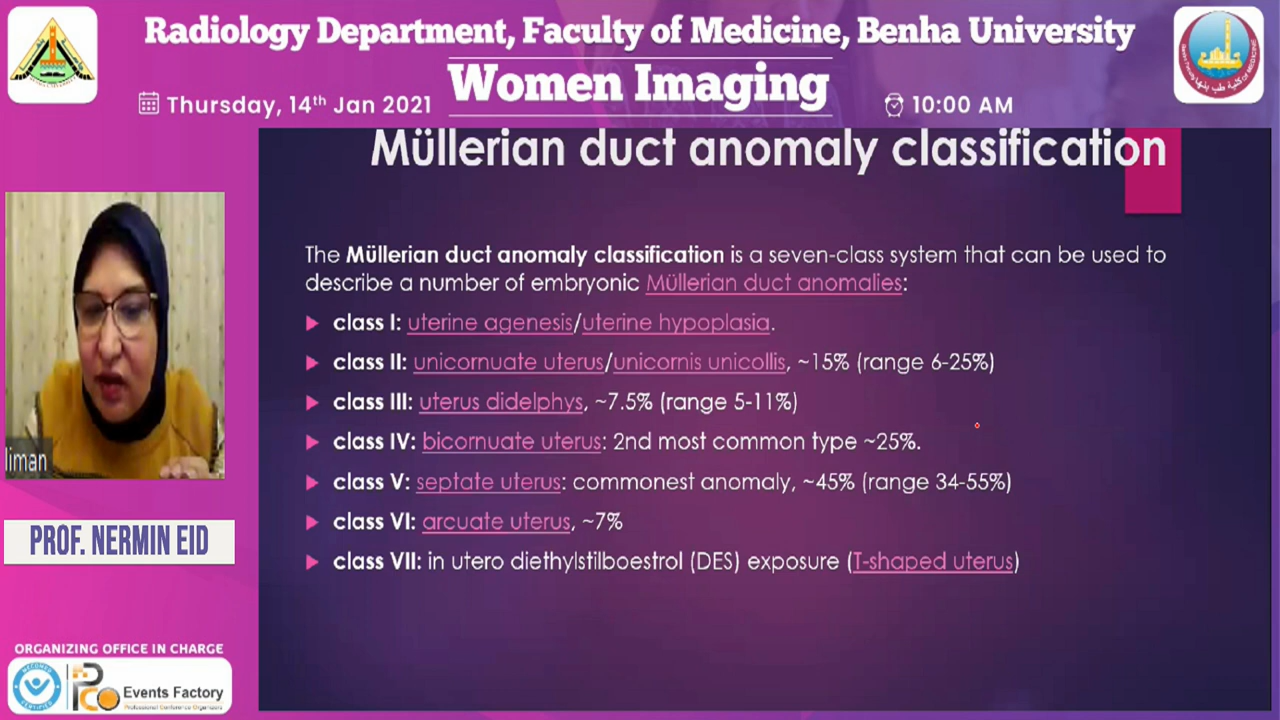 Radiology Department, Faculty of Medicine, Benha University
Women Imaging
Thursday, 14th Jan 2021
10:00 AM
Müllerian duct anomaly classification
The Müllerian duct anomaly classification is a seven-class system that can be used to
describe a number of embryonic Müllerian duct anomalies:
class I: uterine agenesis/uterine hypoplasia.
class II: unicornuate uterus/unicornis unicollis, ~15% (range 6-25%)
class III: uterus didelphys, ~7.5% (range 5-11%)
class IV: bicornuate uterus: 2nd most common type ~25%.
class V: septate uterus: commonest anomaly, ~45% (range 34-55%)
class VI: arcuate uterus, ~7%
class VII: in utero diethylstilboestrol (DES) exposure (T-shaped uterus)
liman
PROF. NERMIN EID
ORGANIZING OFFICE IN CHARGE
PCO Events Factory
Professional Conference Organizers